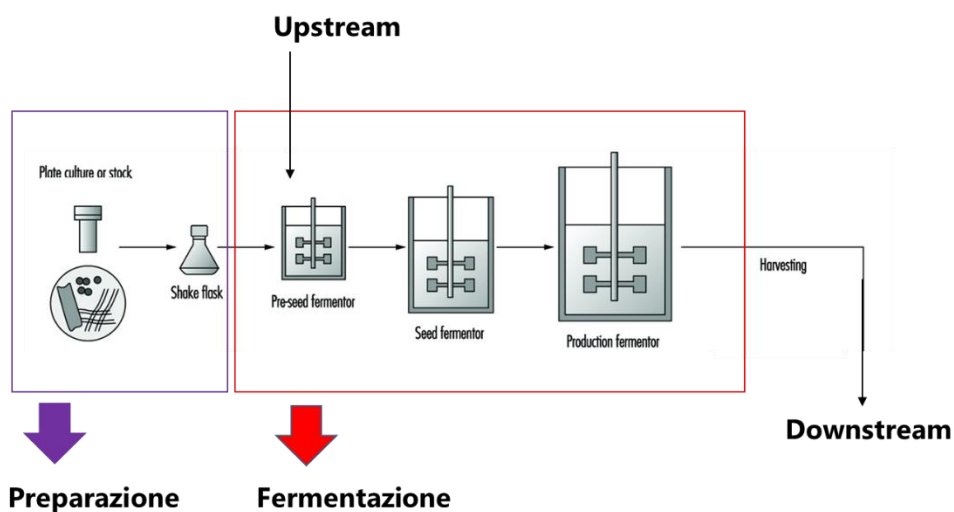 Upstream
Plate culture or stock
Shake flask
Pre-seed fermentor
Seed fermentor
Production fermentor
Harvesting
Downstream
Preparazione
Fermentazione